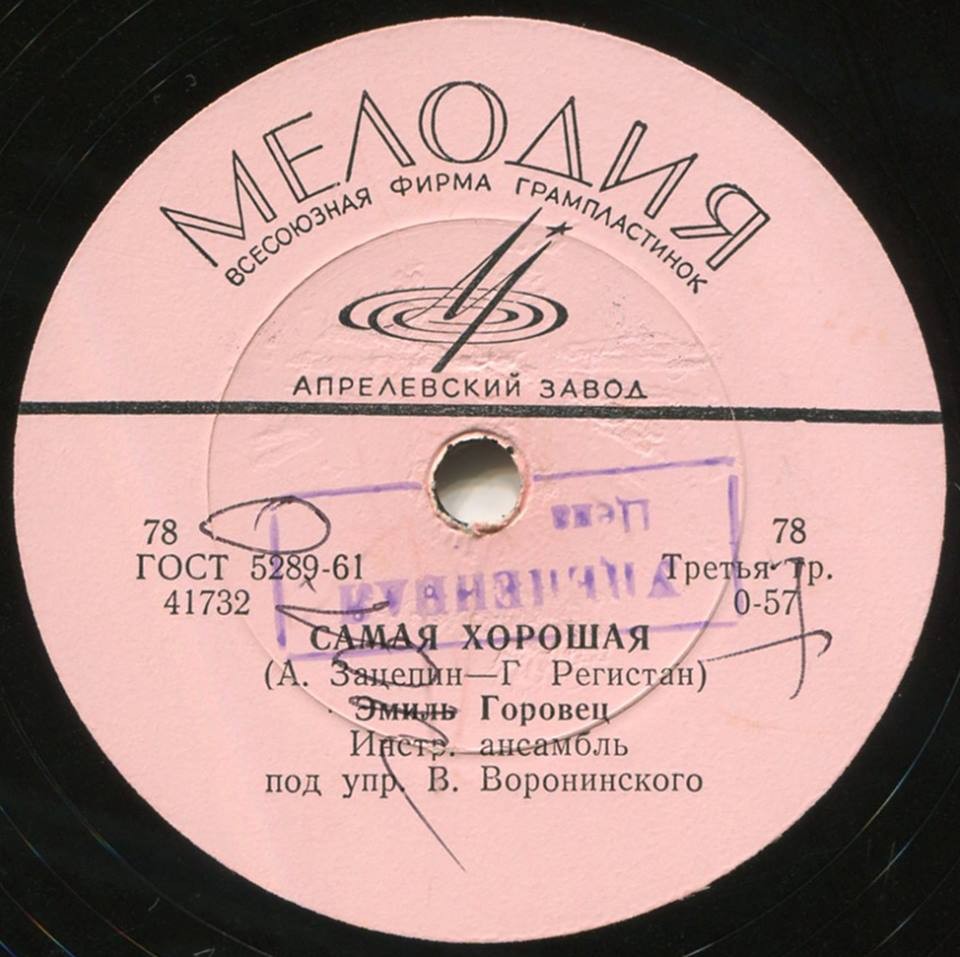 МЕЛОДИЯ
ВСЕСОЮЗНАЯ ФИРМА ГРАМПЛАСТИНОК
АПРЕЛЕВСКИЙ ЗАВОД
Цена
78 78
ГОСТ 5289-61 Третья гр.
41732 0-57
САМАЯ ХОРОШАЯ
(А. Зацепин—Г Регистан)
Эмиль Горовец
Инстр. ансамбль
под упр. В. Воронинского